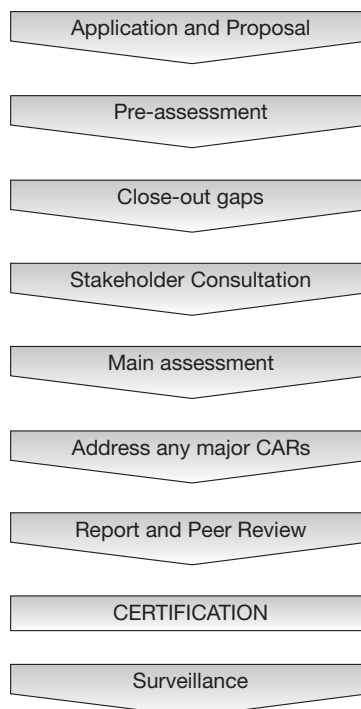 Application and Proposal
Pre-assessment
Close-out gaps
Stakeholder Consultation
Main assessment
Address any major CARs
Report and Peer Review
CERTIFICATION
Surveillance